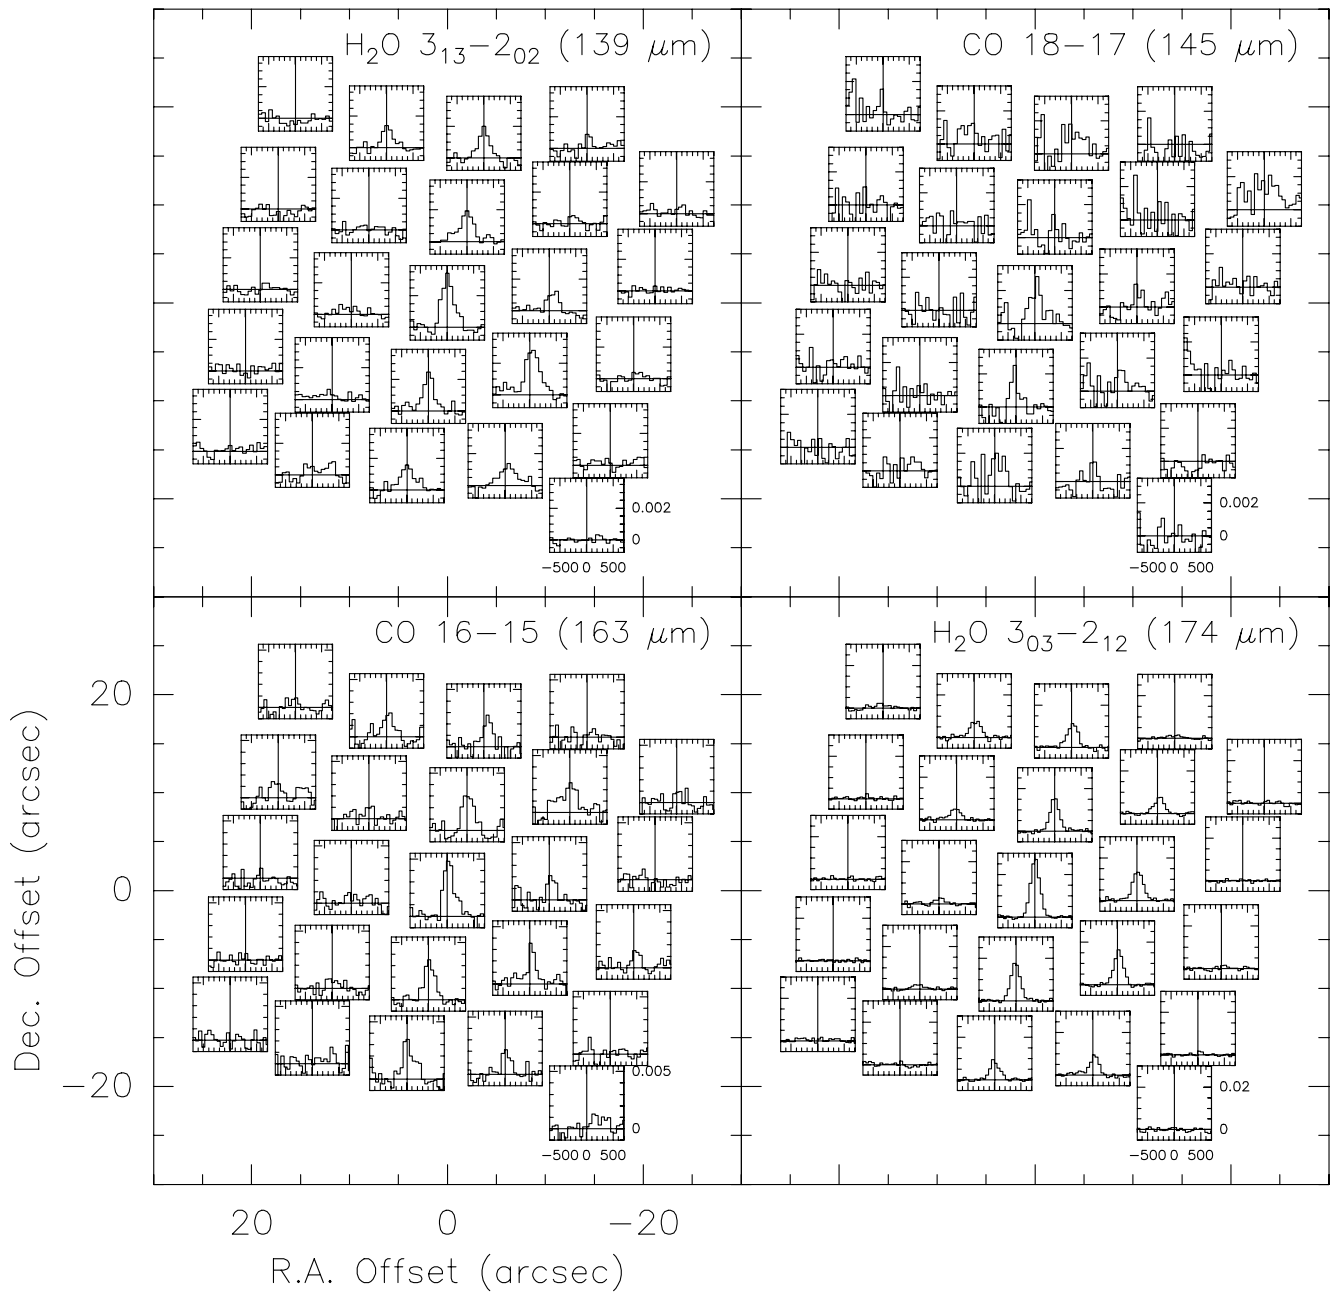 H₂O 3₁₃−2₀₂ (139 μm)
CO 18−17 (145 μm)
0.002
0
−500 0 500
0.002
0
−500 0 500
CO 16−15 (163 μm)
H₂O 3₀₃−2₁₂ (174 μm)
20
0
−20
Dec. Offset (arcsec)
0.005
0
−500 0 500
0.02
0
−500 0 500
20 0 −20
R.A. Offset (arcsec)